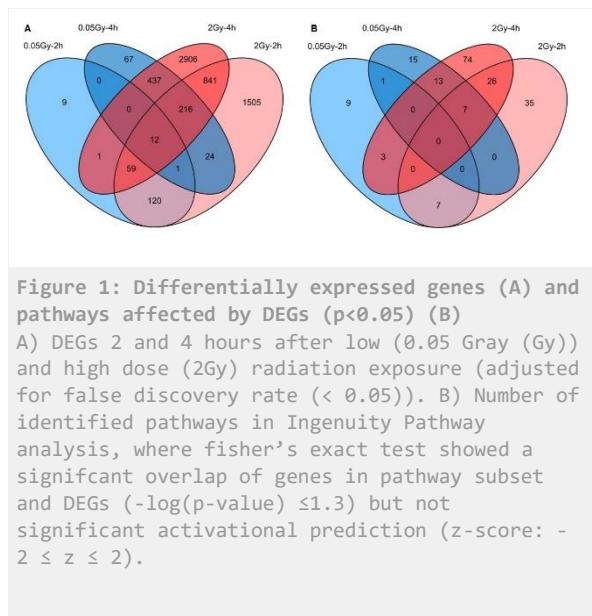 A
B
0.05Gy-4h
2Gy-4h
0.05Gy-4h
2Gy-4h
0.05Gy-2h
2Gy-2h
0.05Gy-2h
2Gy-2h
67
2906
15
74
0
437
841
1
13
26
9
0
216
1505
9
0
7
35
12
0
1
59
1
24
3
0
0
0
120
7
Figure 1: Differentially expressed genes (A) and
pathways affected by DEGs (p<0.05) (B)
A) DEGs 2 and 4 hours after low (0.05 Gray (Gy))
and high dose (2Gy) radiation exposure (adjusted
for false discovery rate (< 0.05)). B) Number of
identified pathways in Ingenuity Pathway
analysis, where fisher’s exact test showed a
signifcant overlap of genes in pathway subset
and DEGs (-log(p-value) ≤1.3) but not
significant activational prediction (z-score: -
2 ≤ z ≤ 2).